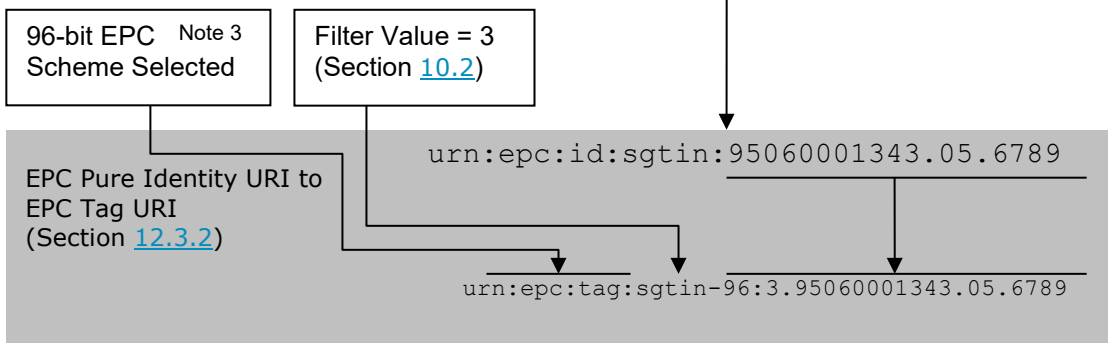 96-bit EPC Note 3
Scheme Selected
Filter Value = 3
(Section 10.2)
urn:epc:id:sgtin:95060001343.05.6789
EPC Pure Identity URI to
EPC Tag URI
(Section 12.3.2)
urn:epc:tag:sgtin-96:3.95060001343.05.6789